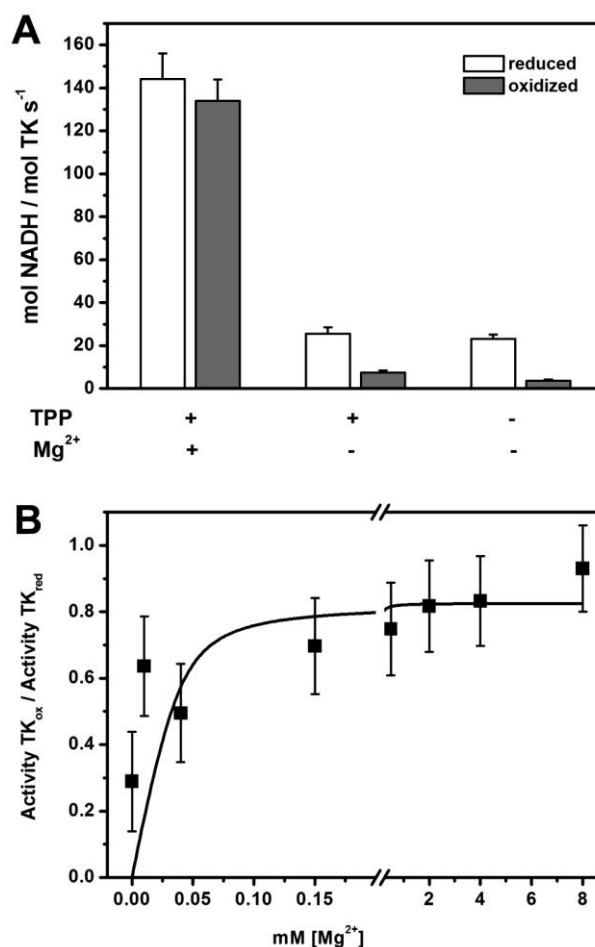 A
160
140
120
100
80
60
40
20
0
mol NADH / mol TK s⁻¹
reduced
oxidized
TPP + + -
Mg²⁺ + - -
B
1.0
0.8
0.6
0.4
0.2
0.0
Activity TKox / Activity TKred
0.00 0.05 0.10 0.15 2 4 6 8
mM [Mg²⁺]